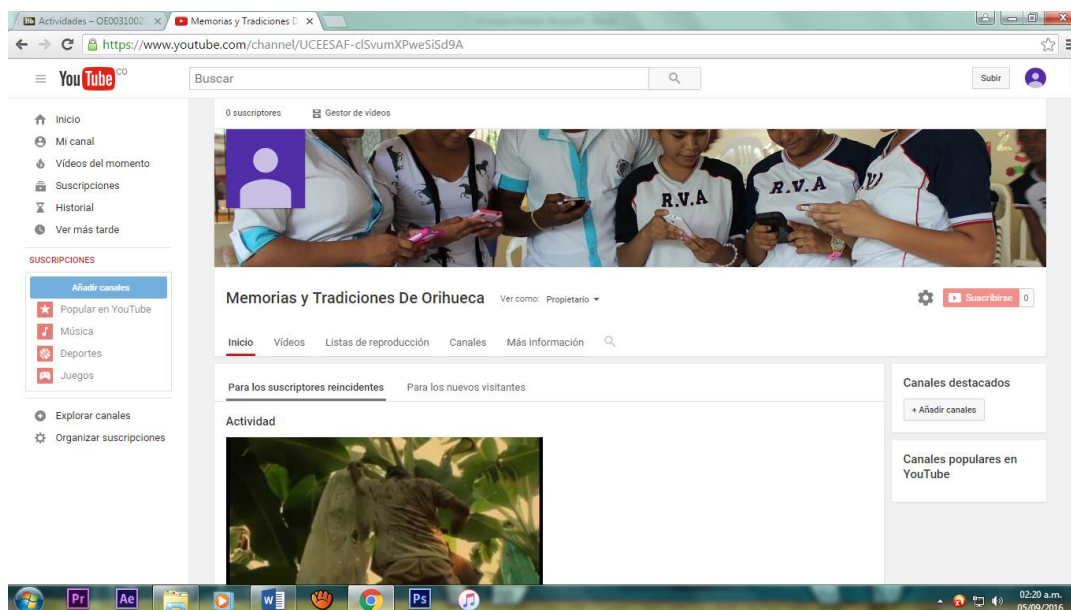 Actividades – OE0031002
Memorias y Tradiciones D
https://www.youtube.com/channel/UCEESAF-clSvumXPweSiSd9A
YouTube CO
Buscar
Subir
Inicio
Mi canal
Vídeos del momento
Suscripciones
Historial
Ver más tarde
SUSCRIPCIONES
Añadir canales
Popular en YouTube
Música
Deportes
Juegos
Explorar canales
Organizar suscripciones
0 suscriptores Gestor de vídeos
R.V.A
R.V.A
Memorias y Tradiciones De Orihueca Ver como: Propietario
Suscribirse 0
Inicio Vídeos Listas de reproducción Canales Más información
Para los suscriptores reincidentes Para los nuevos visitantes
Actividad
Canales destacados
+ Añadir canales
Canales populares en
YouTube
Pr Ae W Ps
02:20 a.m.
05/09/2016